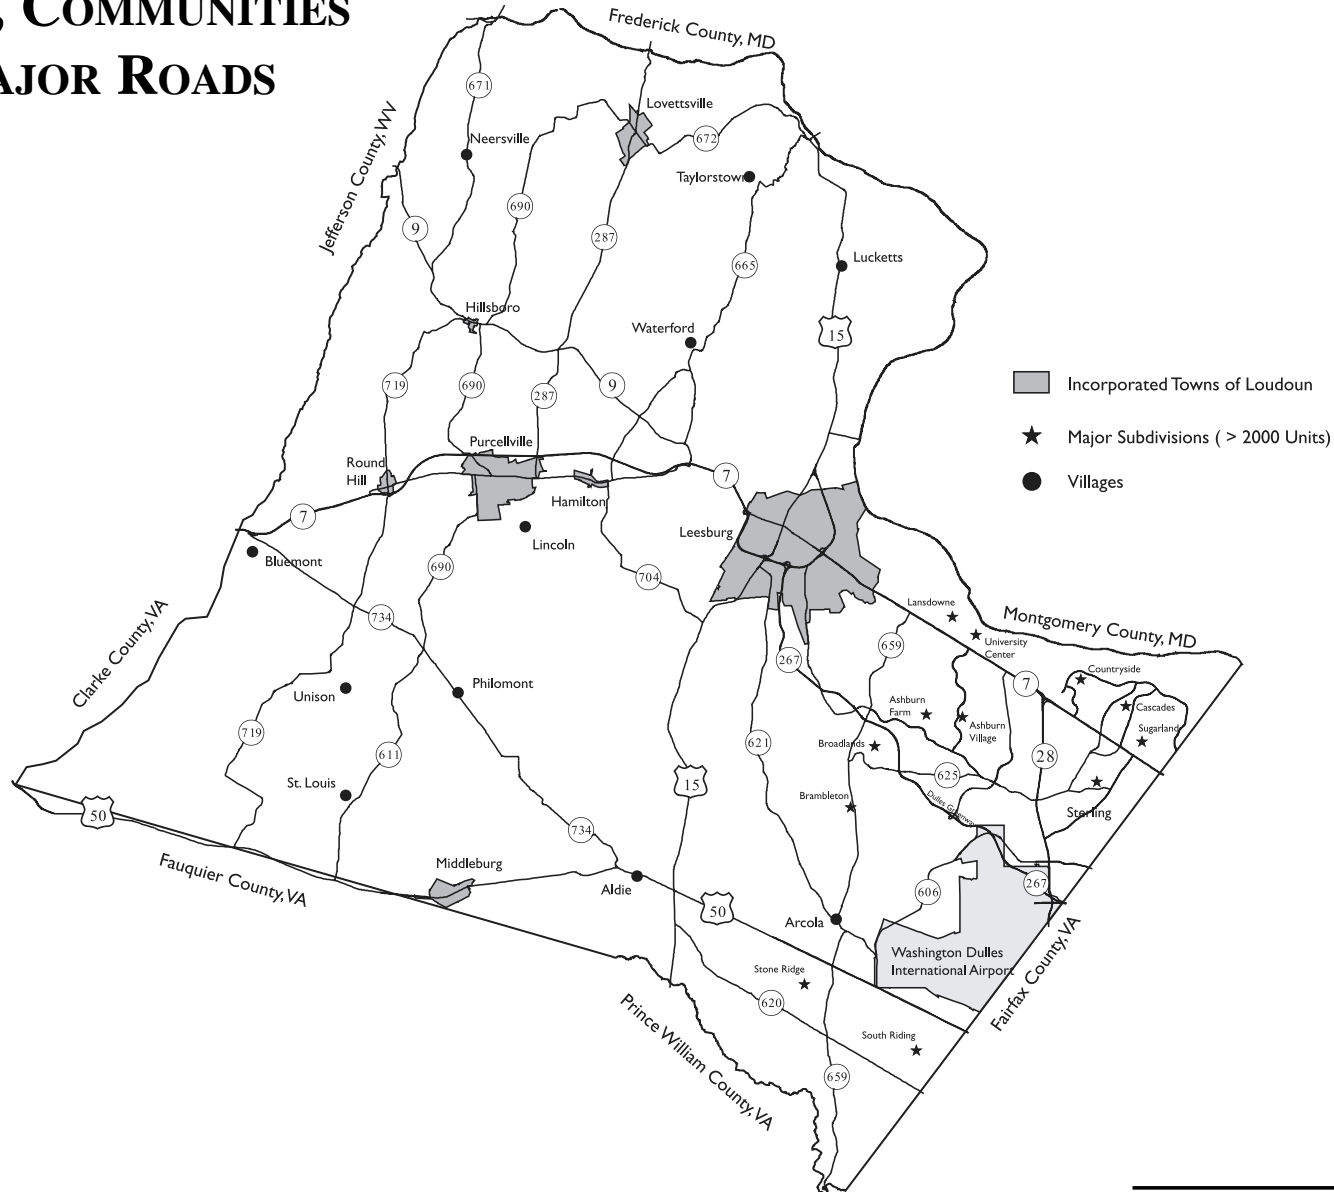 , COMMUNITIES
AJOR ROADS
Frederick County, MD
671
Lovettsville
Jefferson County, WV
Neersville
672
Taylorstown
690
9
287
665
Lucketts
Hillsboro
Waterford
15
719
690
287
9
Incorporated Towns of Loudoun
Major Subdivisions ( > 2000 Units)
Villages
Purcellville
Round
Hill
7
Hamilton
7
Leesburg
Lincoln
Bluemont
690
704
Clarke County, VA
734
Lansdowne
Montgomery County, MD
University
Center
659
267
Countryside
Unison
Philomont
7
Ashburn
Farm
Cascades
Ashburn
Village
Sugarland
719
611
621
Broadlands
28
St. Louis
15
625
Brambleton
Dulles Greenway
Sterling
50
734
Fauquier County, VA
Middleburg
Aldie
606
267
50
Arcola
Washington Dulles
International Airport
Stone Ridge
620
Fairfax County, VA
Prince William County, VA
South Riding
659